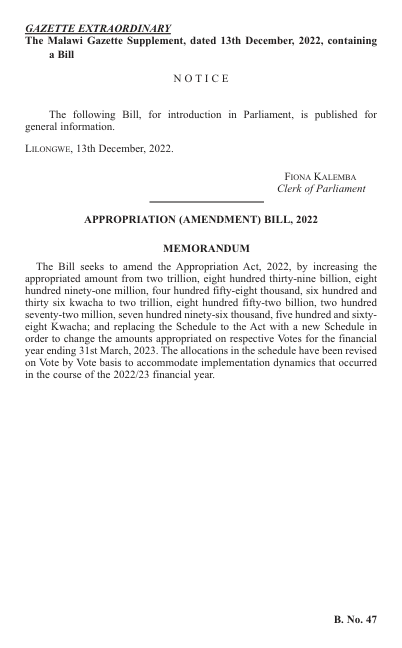 GAZETTE EXTRAORDINARY
The Malawi Gazette Supplement, dated 13th December, 2022, containing
a Bill
NOTICE
The following Bill, for introduction in Parliament, is published for
general information.
LILONGWE, 13th December, 2022.
FIONA KALEMBA
Clerk of Parliament
APPROPRIATION (AMENDMENT) BILL, 2022
MEMORANDUM
The Bill seeks to amend the Appropriation Act, 2022, by increasing the
appropriated amount from two trillion, eight hundred thirty-nine billion, eight
hundred ninety-one million, four hundred fifty-eight thousand, six hundred and
thirty six kwacha to two trillion, eight hundred fifty-two billion, two hundred
seventy-two million, seven hundred ninety-six thousand, five hundred and sixty-
eight Kwacha; and replacing the Schedule to the Act with a new Schedule in
order to change the amounts appropriated on respective Votes for the financial
year ending 31st March, 2023. The allocations in the schedule have been revised
on Vote by Vote basis to accommodate implementation dynamics that occurred
in the course of the 2022/23 financial year.
B. No. 47